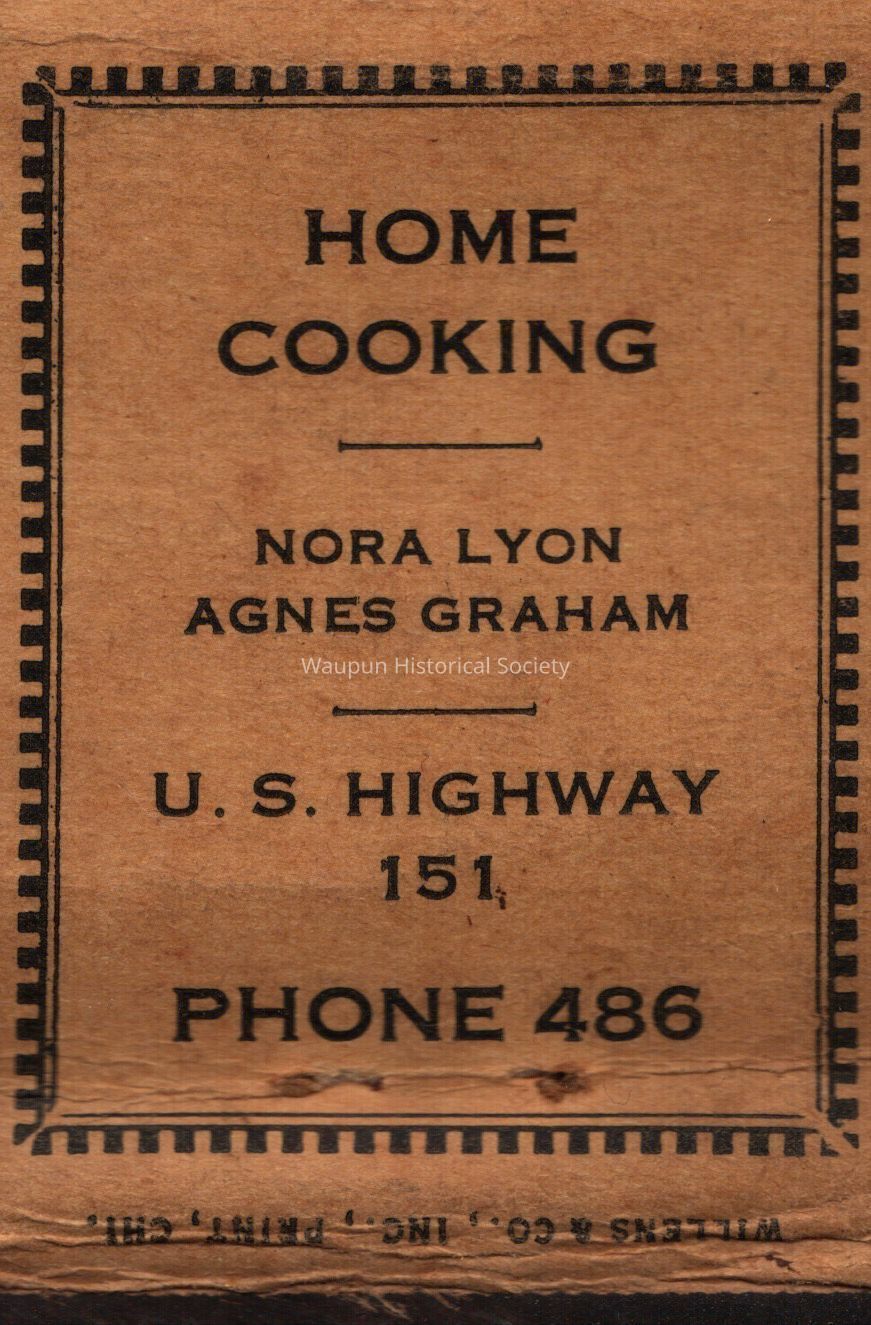 HOME
COOKING
NORA LYON
AGNES GRAHAM
Waupun Historical Society
U. S. HIGHWAY
151
PHONE 486
WILLENS & CO., INC., PRINT, CHI.